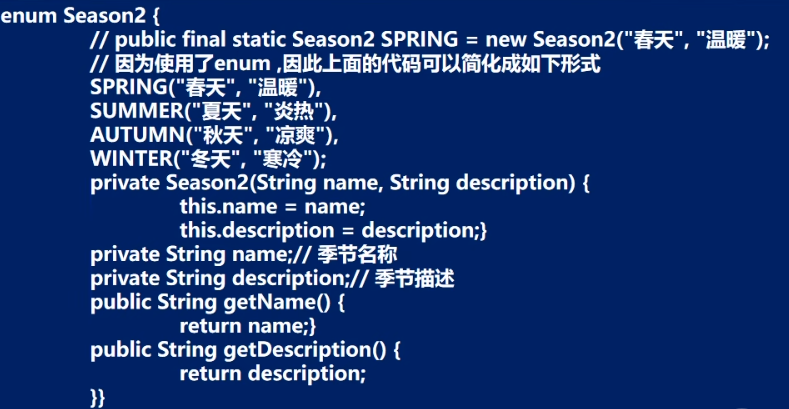 enum Season2 {
// public final static Season2 SPRING = new Season2("春天", "温暖");
// 因为使用了enum ,因此上面的代码可以简化成如下形式
SPRING("春天", "温暖"),
SUMMER("夏天", "炎热"),
AUTUMN("秋天", "凉爽"),
WINTER("冬天", "寒冷");
private Season2(String name, String description) {
this.name = name;
this.description = description;}
private String name;// 季节名称
private String description;// 季节描述
public String getName() {
return name;}
public String getDescription() {
return description;
}}